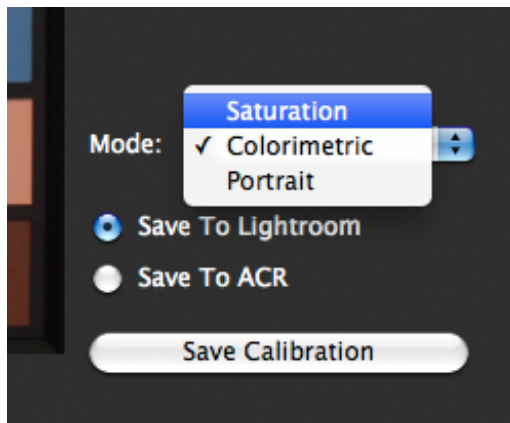 Saturation
Mode: ✓ Colorimetric
Portrait
Save To Lightroom
Save To ACR
Save Calibration